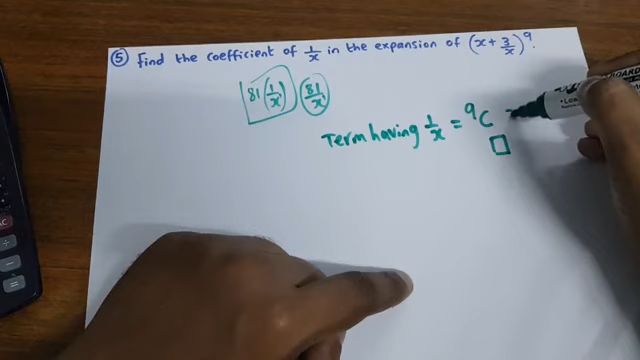 ⑤ Find the coefficient of 1/x in the expansion of (x + 3/x)⁹.
81(1/x) 81/x
Term having 1/x = ⁹C□